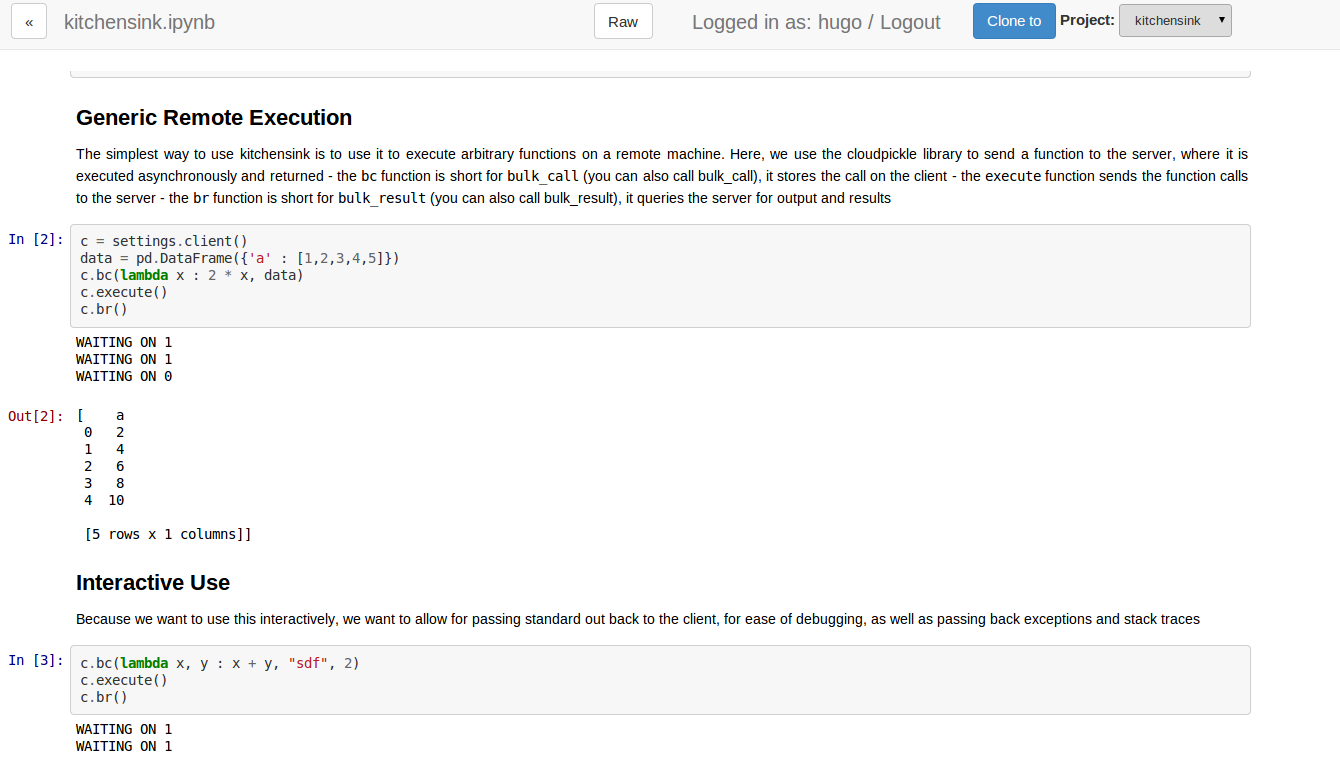 « kitchensink.ipynb Raw Logged in as: hugo / Logout Clone to Project: kitchensink ▼
Generic Remote Execution
The simplest way to use kitchensink is to use it to execute arbitrary functions on a remote machine. Here, we use the cloudpickle library to send a function to the server, where it is
executed asynchronously and returned - the bc function is short for bulk_call (you can also call bulk_call), it stores the call on the client - the execute function sends the function calls
to the server - the br function is short for bulk_result (you can also call bulk_result), it queries the server for output and results
In [2]: c = settings.client()
data = pd.DataFrame({'a' : [1,2,3,4,5]})
c.bc(lambda x : 2 * x, data)
c.execute()
c.br()
WAITING ON 1
WAITING ON 1
WAITING ON 0
Out[2]: [    a
0   2
1   4
2   6
3   8
4  10
[5 rows x 1 columns]]
Interactive Use
Because we want to use this interactively, we want to allow for passing standard out back to the client, for ease of debugging, as well as passing back exceptions and stack traces
In [3]: c.bc(lambda x, y : x + y, "sdf", 2)
c.execute()
c.br()
WAITING ON 1
WAITING ON 1